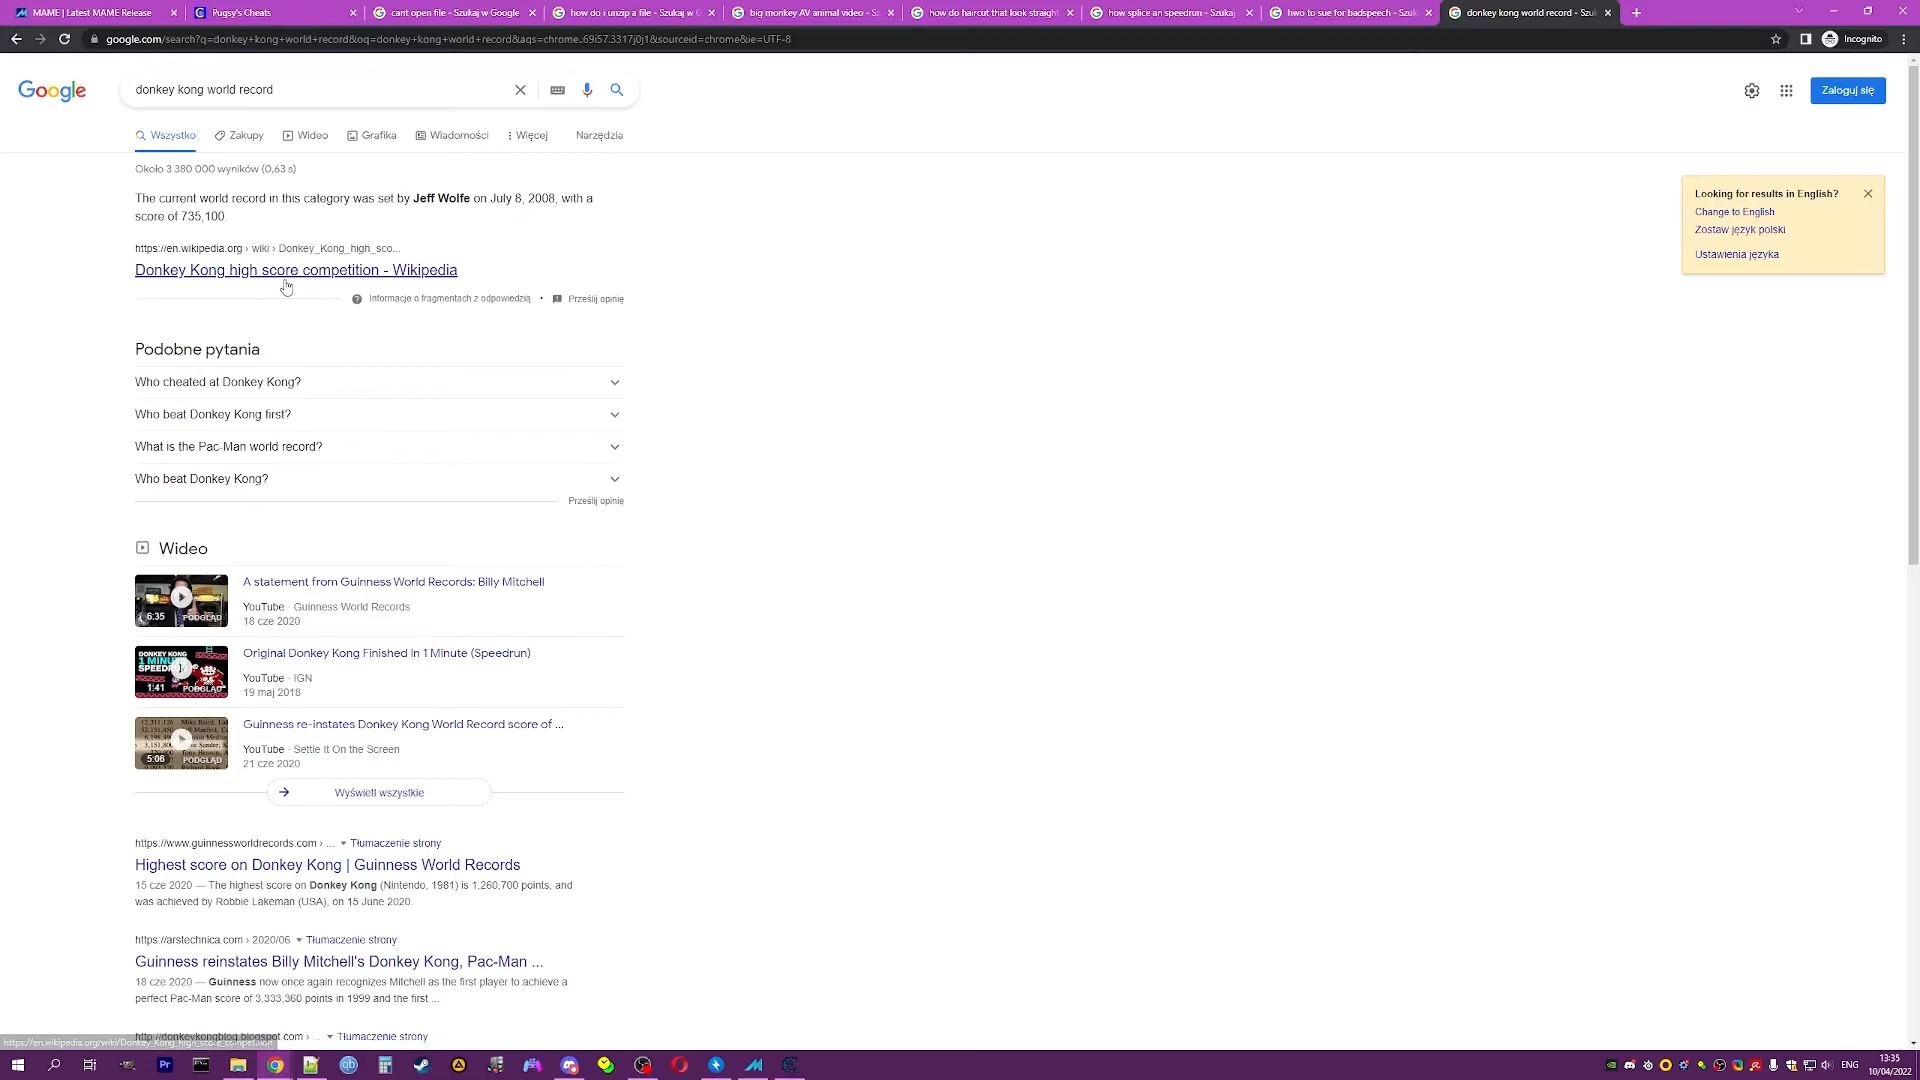 MAME | Latest MAME Release
Pugsy's Cheats
cant open file - Szukaj w Google
how do i unzip a file - Szukaj w G
big monkey AV animal video - Sz
how do haircut that look straight
how splice an speedrun - Szukaj
hwo to sue for badspeech - Szuk
donkey kong world record - Szuk
google.com/search?q=donkey+kong+world+record&oq=donkey+kong+world+record&aqs=chrome..69i57.3317j0j1&sourceid=chrome&ie=UTF-8
Incognito
Google
donkey kong world record
Zaloguj się
Wszystko
Zakupy
Wideo
Grafika
Wiadomości
Więcej
Narzędzia
Około 3 380 000 wyników (0,63 s)
The current world record in this category was set by Jeff Wolfe on July 8, 2008, with a
score of 735,100.
https://en.wikipedia.org › wiki › Donkey_Kong_high_sco...
Donkey Kong high score competition - Wikipedia
Informacje o fragmentach z odpowiedzią • Prześlij opinię
Looking for results in English?
Change to English
Zostaw język polski
Ustawienia języka
Podobne pytania
Who cheated at Donkey Kong?
Who beat Donkey Kong first?
What is the Pac-Man world record?
Who beat Donkey Kong?
Prześlij opinię
Wideo
6:35 PODGLĄD
A statement from Guinness World Records: Billy Mitchell
YouTube · Guinness World Records
18 cze 2020
DONKEY KONG
1 MINUTE
SPEEDRUN
1:41 PODGLĄD
Original Donkey Kong Finished In 1 Minute (Speedrun)
YouTube · IGN
19 maj 2018
5:06 PODGLĄD
Guinness re-instates Donkey Kong World Record score of ...
YouTube · Settle It On the Screen
21 cze 2020
Wyświetl wszystkie
https://www.guinnessworldrecords.com › ... Tłumaczenie strony
Highest score on Donkey Kong | Guinness World Records
15 cze 2020 — The highest score on Donkey Kong (Nintendo, 1981) is 1,260,700 points, and
was achieved by Robbie Lakeman (USA), on 15 June 2020.
https://arstechnica.com › 2020/06 Tłumaczenie strony
Guinness reinstates Billy Mitchell's Donkey Kong, Pac-Man ...
18 cze 2020 — Guinness now once again recognizes Mitchell as the first player to achieve a
perfect Pac-Man score of 3,333,360 points in 1999 and the first ...
http://donkeykongblog.blogspot.com › ... Tłumaczenie strony
https://en.wikipedia.org/wiki/Donkey_Kong_high_score_competition
Pr
qb
ENG
13:35
10/04/2022